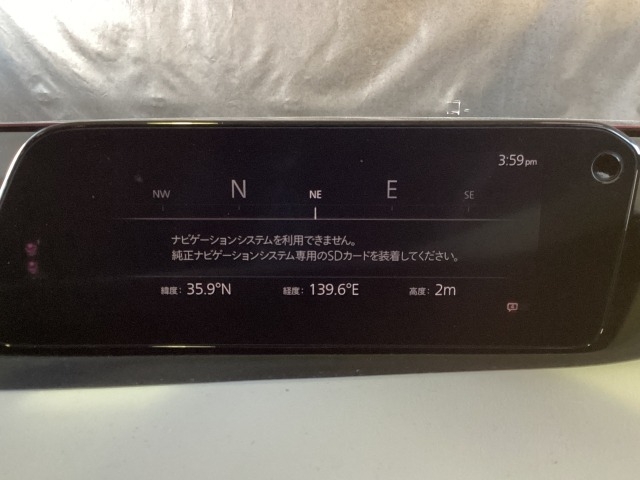 3:59pm
NW N NE E SE
ナビゲーションシステムを利用できません。
純正ナビゲーションシステム専用のSDカードを装着してください。
緯度: 35.9°N 経度: 139.6°E 高度: 2m